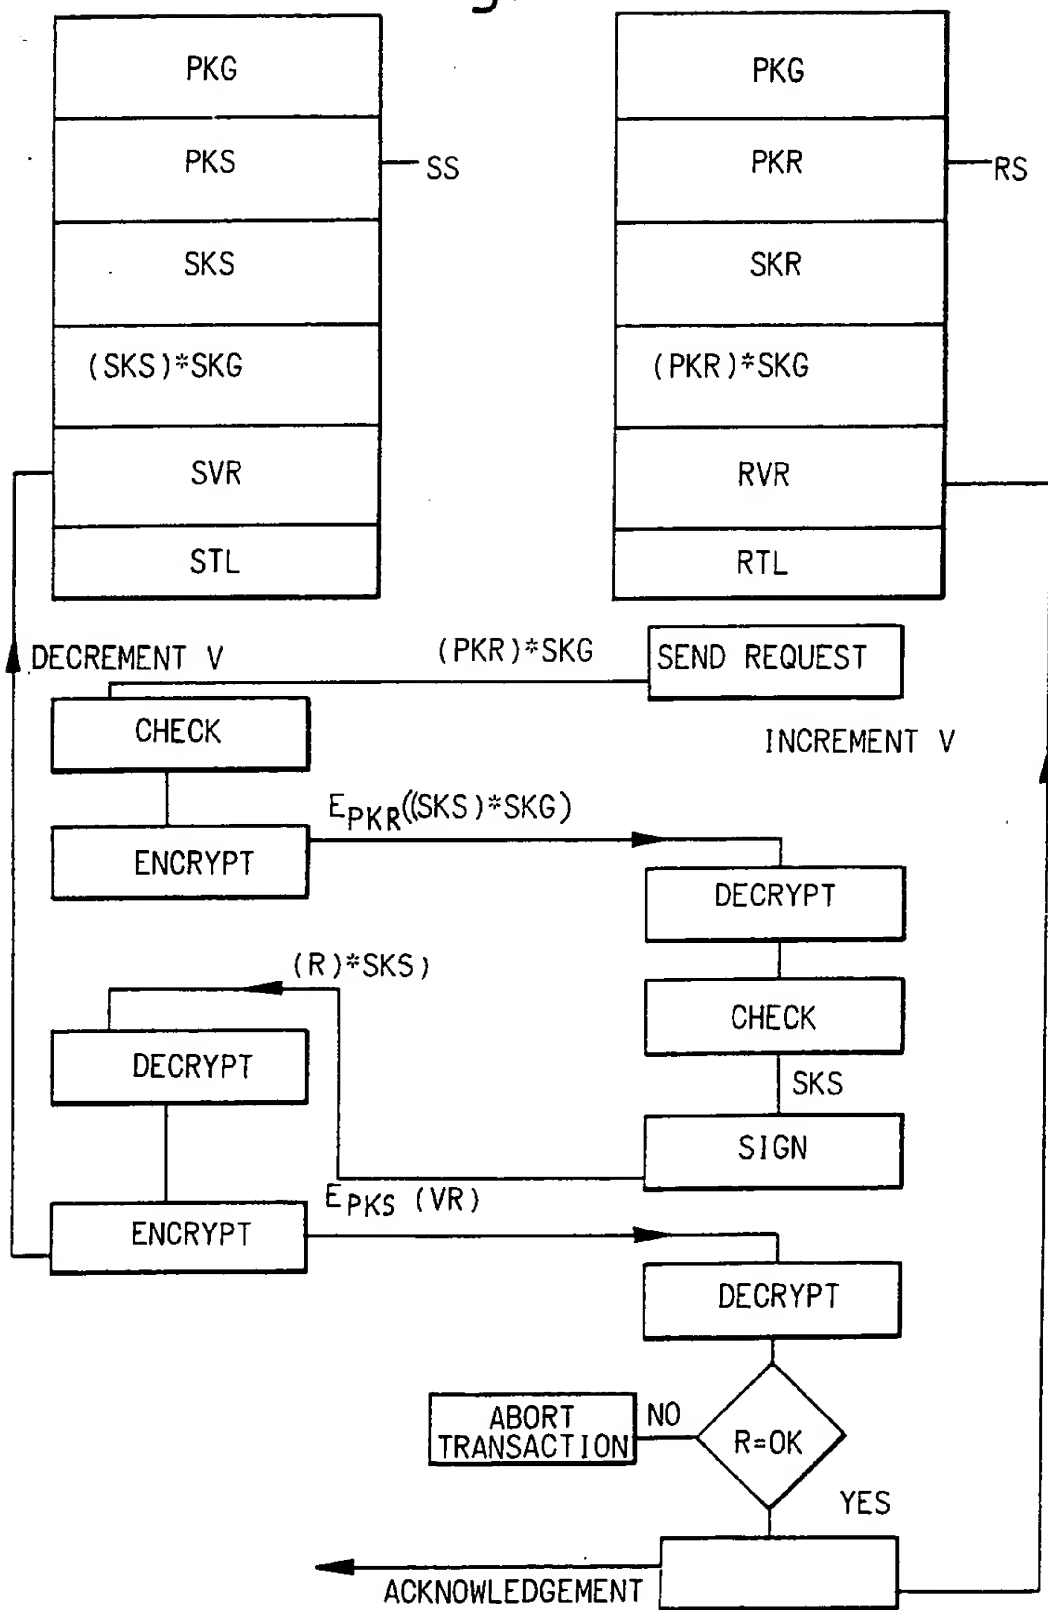 PKG
PKS
SS
SKS
(SKS)*SKG
SVR
STL
PKG
PKR
RS
SKR
(PKR)*SKG
RVR
RTL
DECREMENT V
(PKR)*SKG
SEND REQUEST
CHECK
INCREMENT V
EPKR((SKS)*SKG)
ENCRYPT
DECRYPT
(R)*SKS)
CHECK
DECRYPT
SKS
SIGN
EPKS (VR)
ENCRYPT
DECRYPT
ABORT
TRANSACTION
NO
R=OK
YES
ACKNOWLEDGEMENT